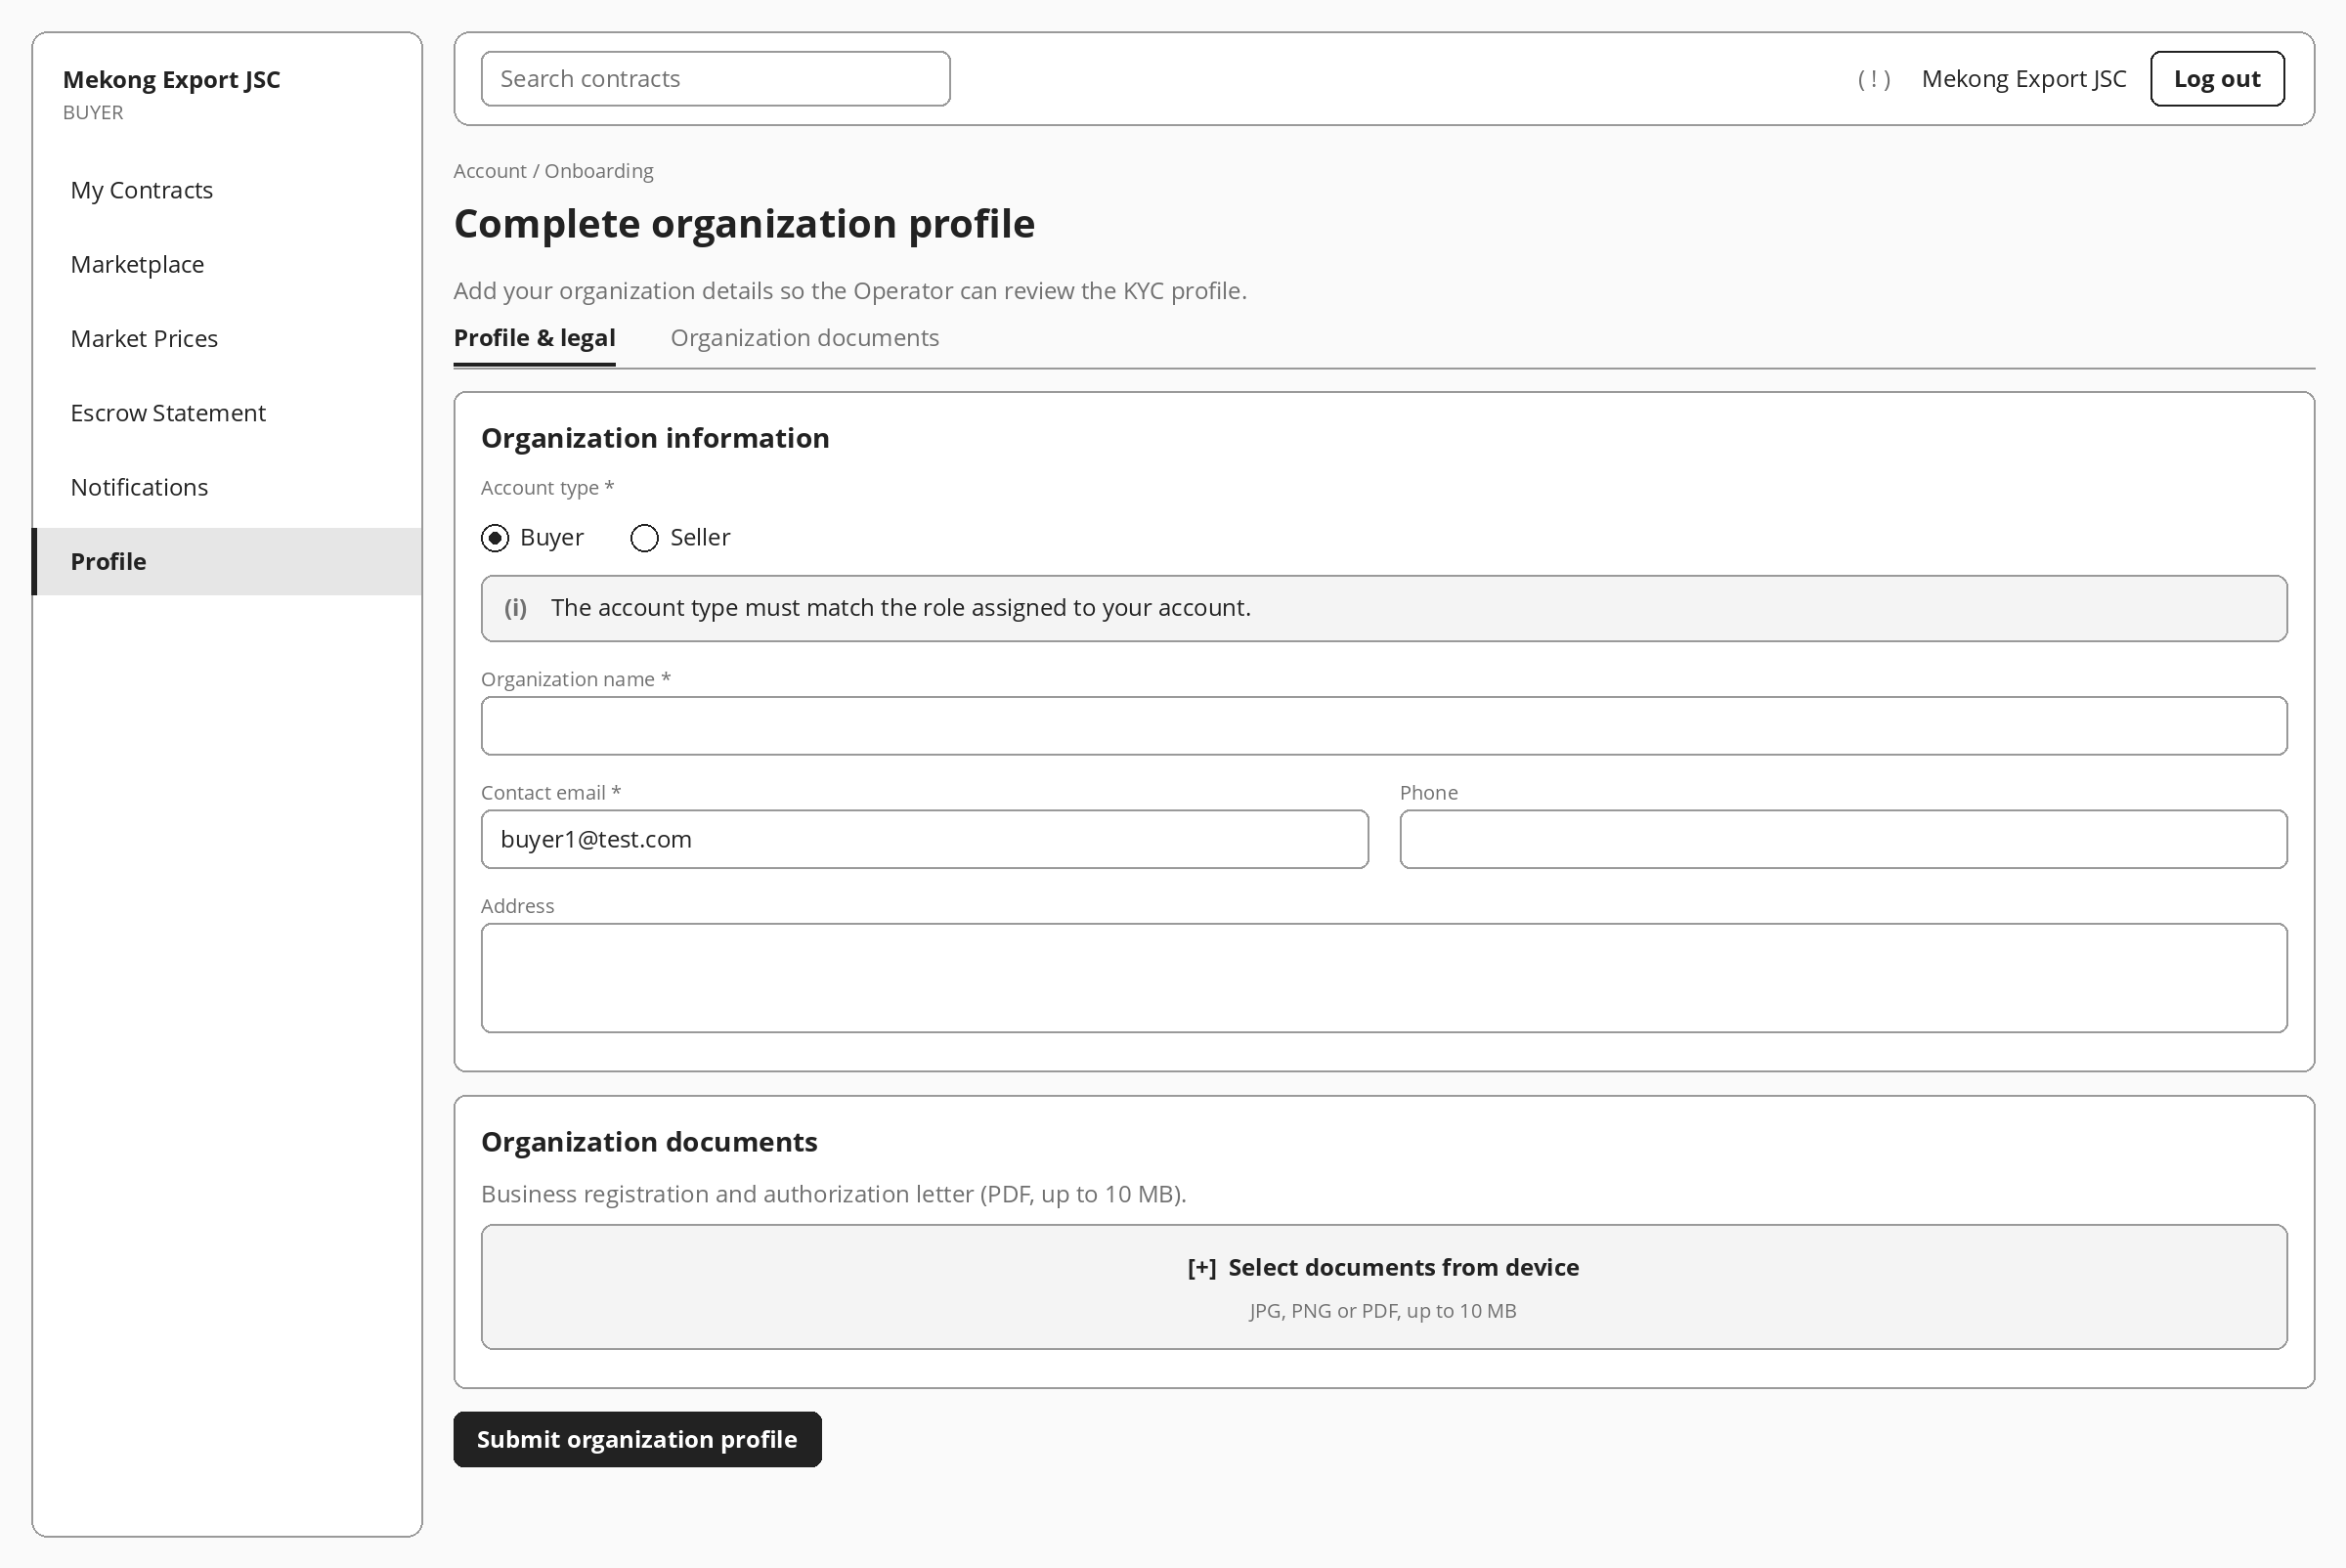 Mekong Export JSC
BUYER
My Contracts
Marketplace
Market Prices
Escrow Statement
Notifications
Profile
Search contracts
( ! )
Mekong Export JSC
Log out
Account / Onboarding
Complete organization profile
Add your organization details so the Operator can review the KYC profile.
Profile & legal
Organization documents
Organization information
Account type *
Buyer
Seller
(i) The account type must match the role assigned to your account.
Organization name *
Contact email *
Phone
buyer1@test.com
Address
Organization documents
Business registration and authorization letter (PDF, up to 10 MB).
[+] Select documents from device
JPG, PNG or PDF, up to 10 MB
Submit organization profile